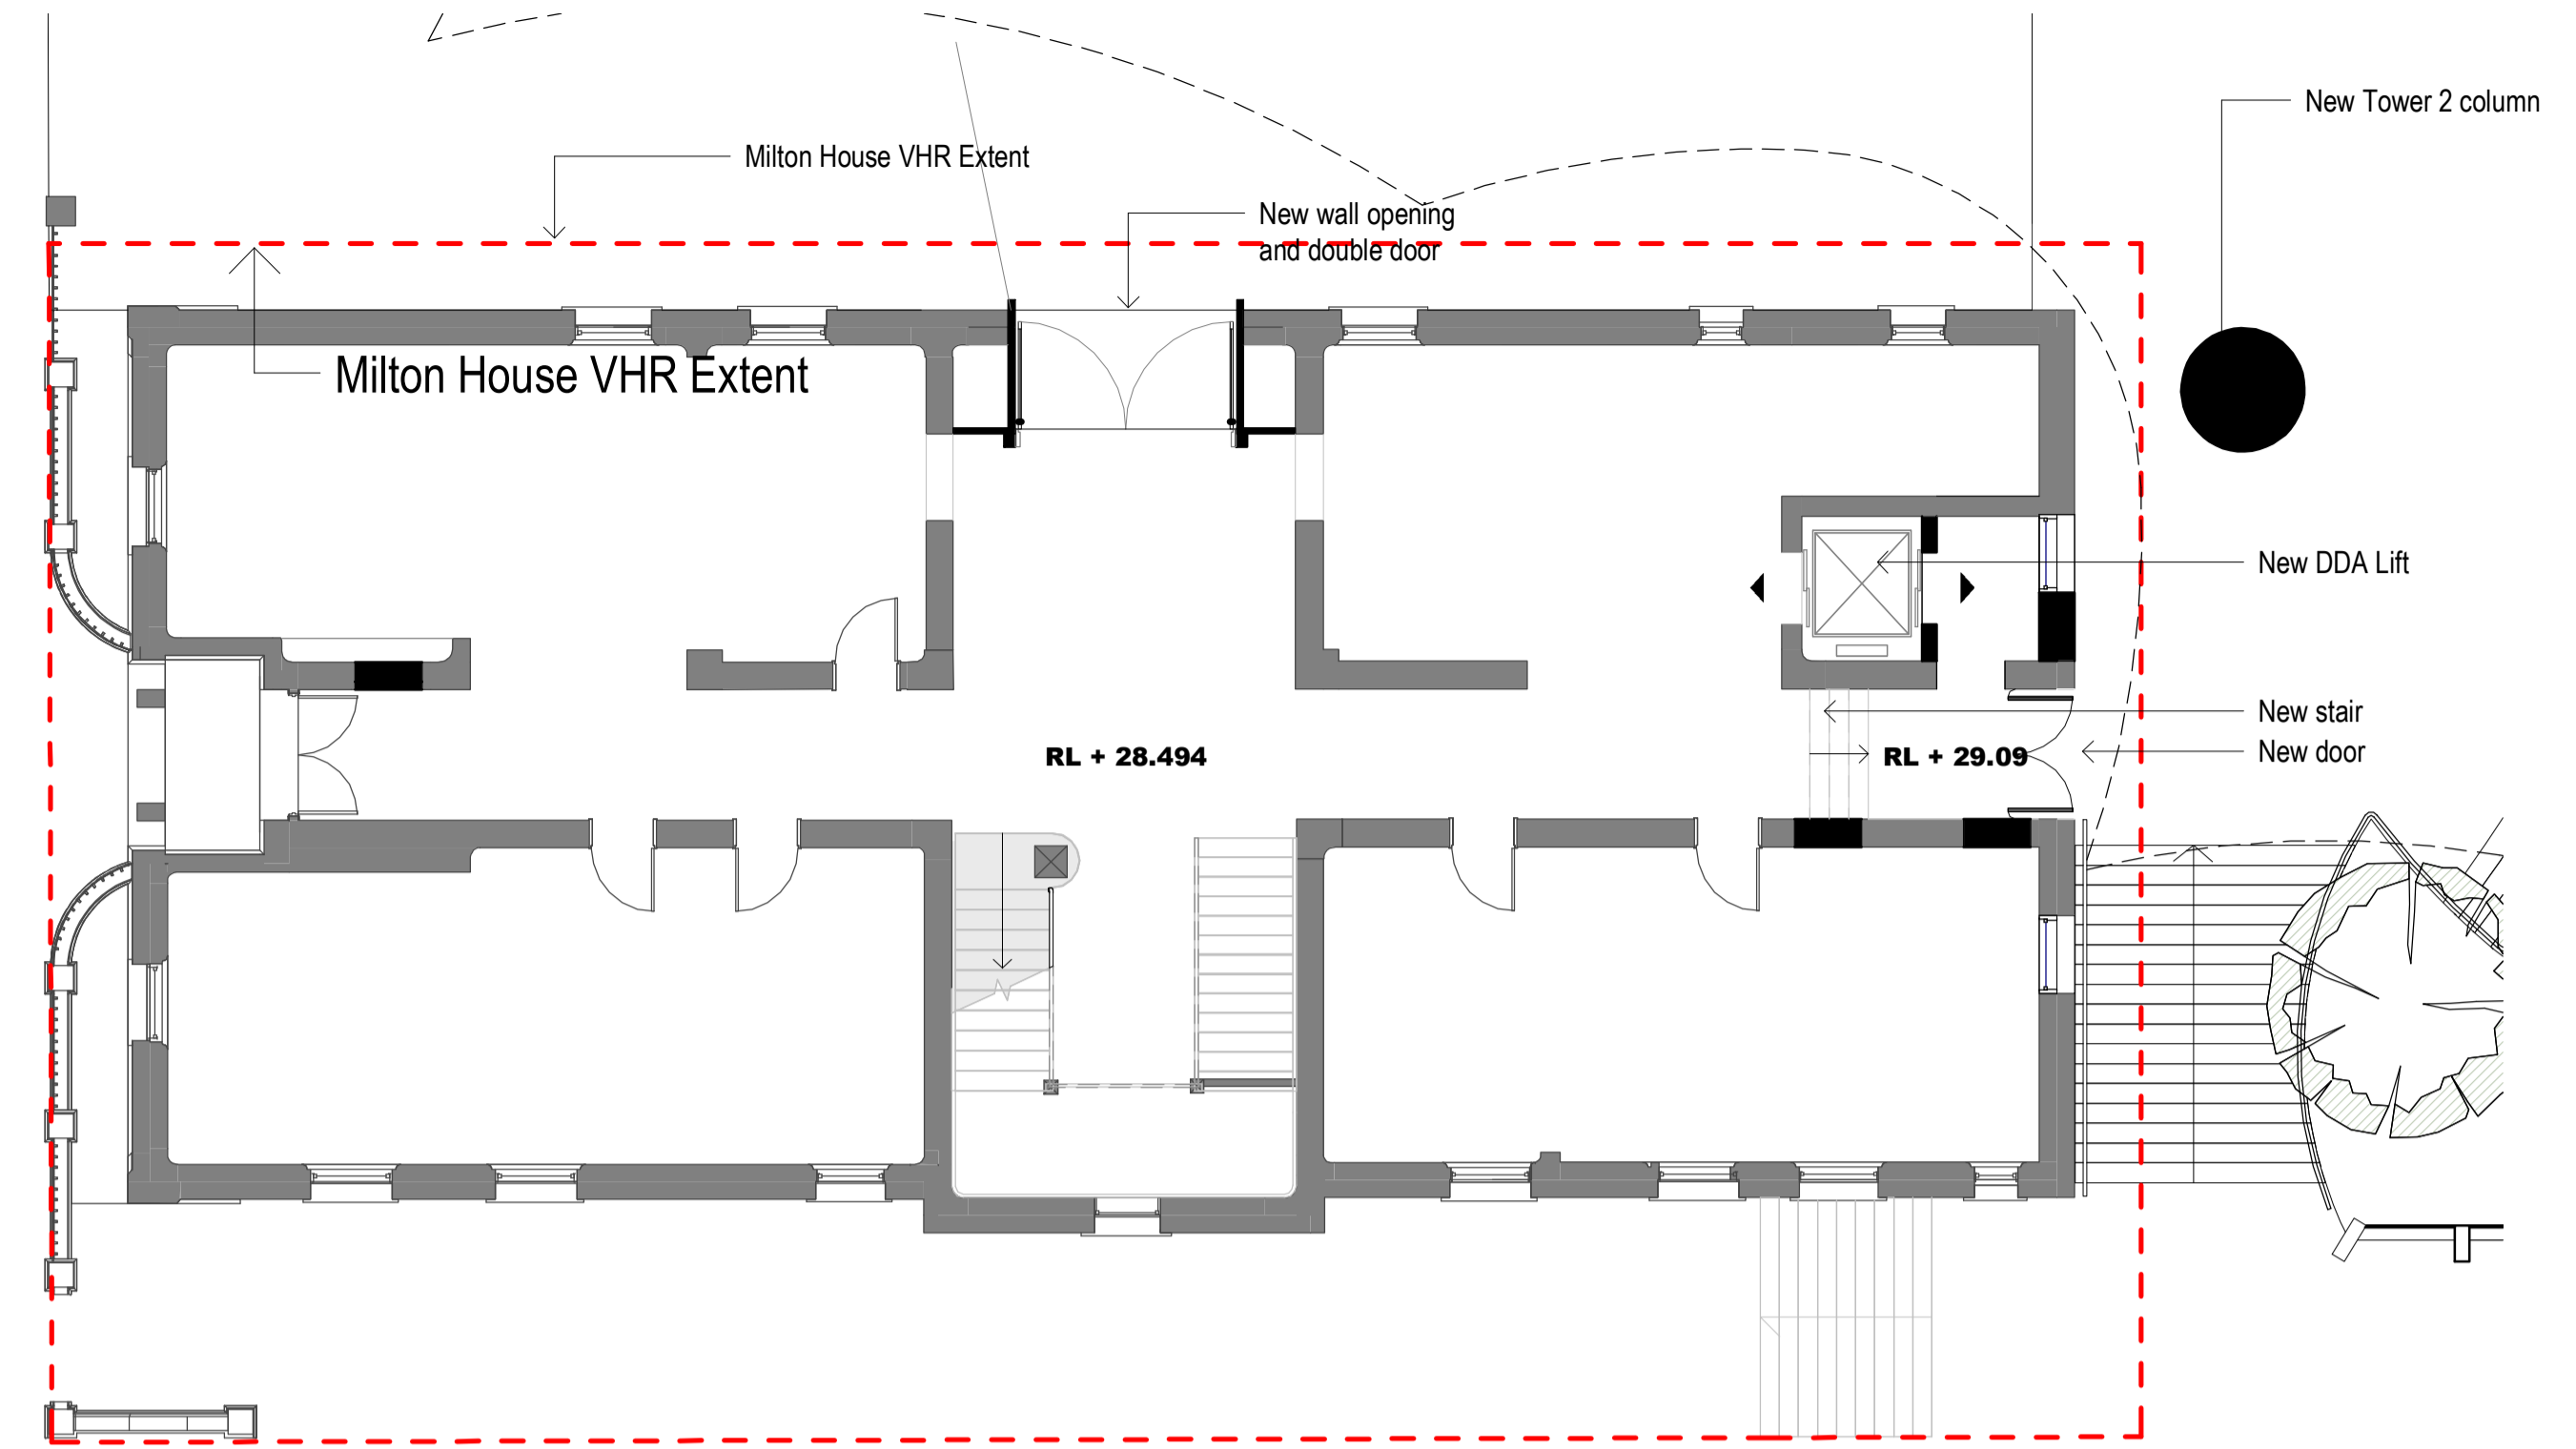 New Tower 2 column
Milton House VHR Extent
New wall opening
and double door
Milton House VHR Extent
New DDA Lift
New stair
RL + 28.494
RL + 29.09
New door